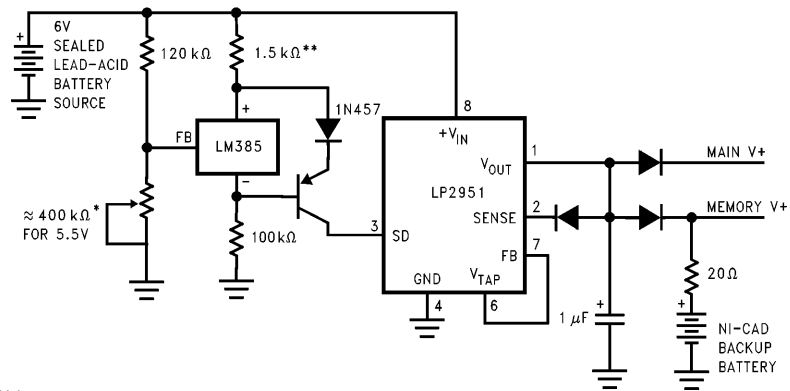 6V
SEALED
LEAD-ACID
BATTERY
SOURCE
+
120 kΩ
1.5 kΩ**
1N457
FB
+
LM385
−
≈ 400 kΩ*
FOR 5.5V
100kΩ
8
+VIN
VOUT
1
MAIN V+
LP2951
SENSE
2
MEMORY V+
3
SD
FB
7
GND
VTAP
4
6
20Ω
1 μF
+
+
NI-CAD
BACKUP
BATTERY